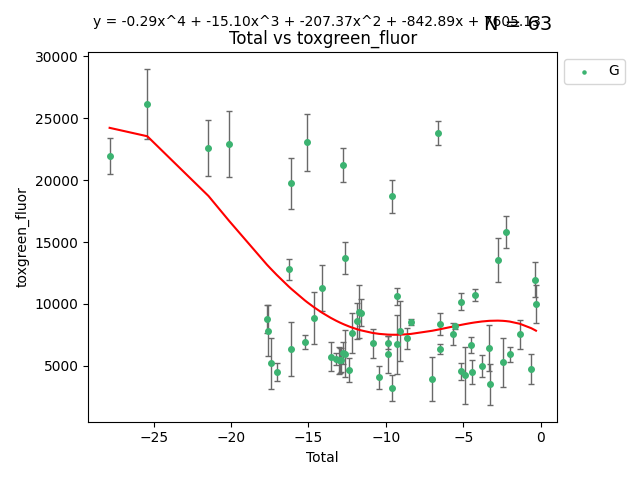 y = -0.29x^4 + -15.10x^3 + -207.37x^2 + -842.89x + 7605.13
N = 63
Total vs toxgreen_fluor
G
30000
25000
20000
15000
10000
5000
toxgreen_fluor
−25
−20
−15
−10
−5
0
Total